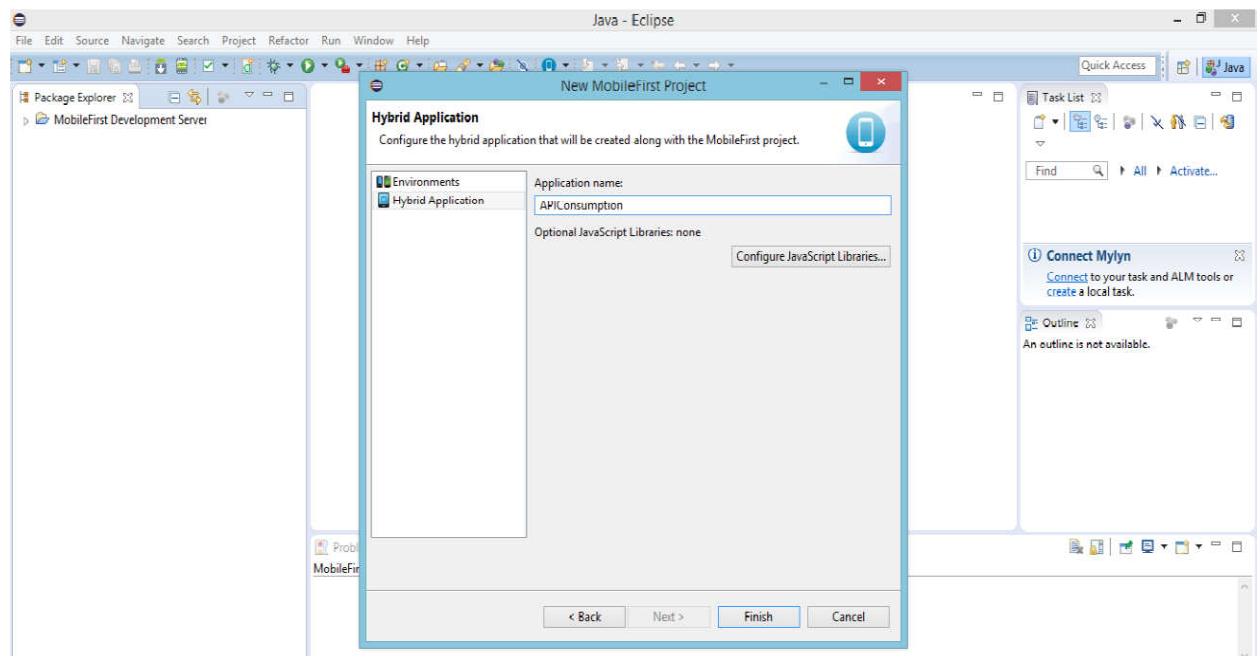 Java - Eclipse
File Edit Source Navigate Search Project Refactor Run Window Help
Quick Access
Java
Package Explorer
MobileFirst Development Server
New MobileFirst Project
Hybrid Application
Configure the hybrid application that will be created along with the MobileFirst project.
Environments
Hybrid Application
Application name:
APIConsumption
Optional JavaScript Libraries: none
Configure JavaScript Libraries...
< Back Next > Finish Cancel
Task List
Find All Activate...
Connect Mylyn
Connect to your task and ALM tools or
create a local task.
Outline
An outline is not available.
Probl
MobileFir